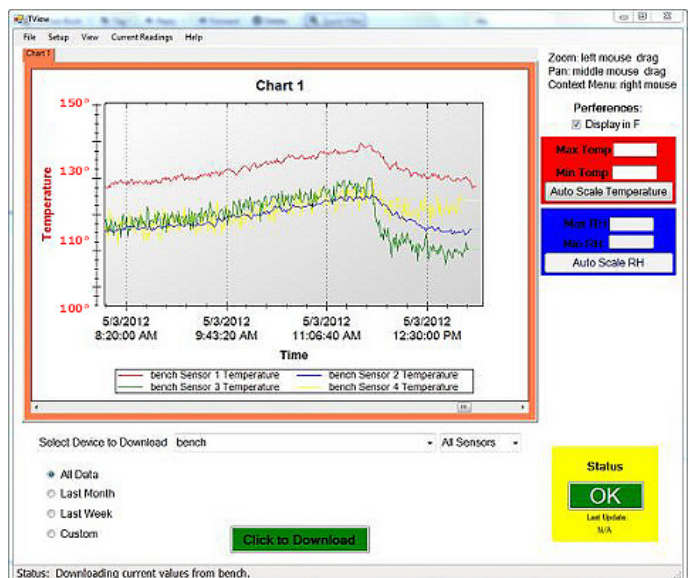 TView
File Setup View Current Readings Help
Chart 1
Chart 1
150°
130°
110°
100°
Temperature
5/3/2012 5/3/2012 5/3/2012 5/3/2012
8:20:00 AM 9:43:20 AM 11:06:40 AM 12:30:00 PM
Time
bench Sensor 1 Temperature bench Sensor 2 Temperature
bench Sensor 3 Temperature bench Sensor 4 Temperature
Zoom: left mouse drag
Pan: middle mouse drag
Context Menu: right mouse
Perferences:
Display in F
Max Temp
Min Temp
Auto Scale Temperature
Max RH
Min RH
Auto Scale RH
Select Device to Download bench All Sensors
All Data
Last Month
Last Week
Custom
Click to Download
Status
OK
Last Update:
N/A
Status: Downloading current values from bench.